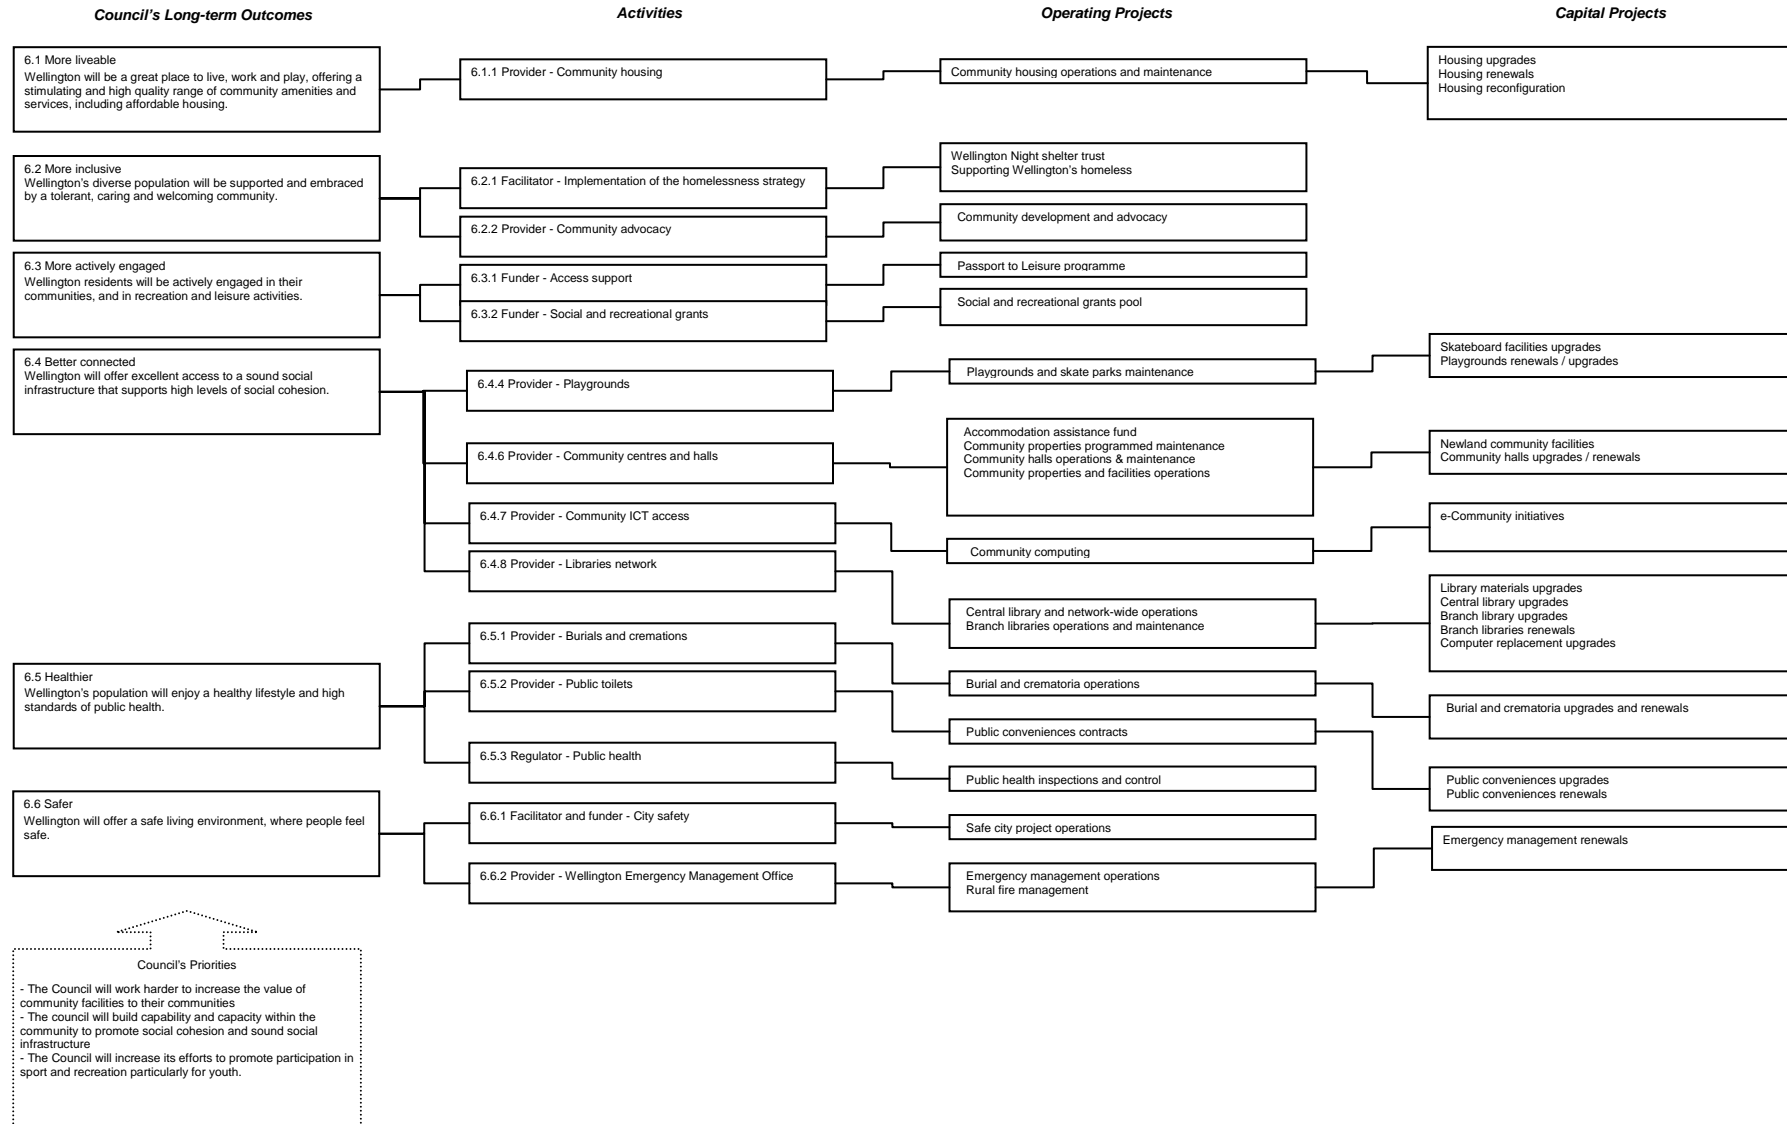 Council's Long-term Outcomes
Activities
Operating Projects
Capital Projects
6.1 More liveable
Wellington will be a great place to live, work and play, offering a
stimulating and high quality range of community amenities and
services, including affordable housing.
6.1.1 Provider - Community housing
Community housing operations and maintenance
Housing upgrades
Housing renewals
Housing reconfiguration
6.2 More inclusive
Wellington's diverse population will be supported and embraced
by a tolerant, caring and welcoming community.
6.2.1 Facilitator - Implementation of the homelessness strategy
Wellington Night shelter trust
Supporting Wellington's homeless
6.2.2 Provider - Community advocacy
Community development and advocacy
6.3 More actively engaged
Wellington residents will be actively engaged in their
communities, and in recreation and leisure activities.
6.3.1 Funder - Access support
Passport to Leisure programme
6.3.2 Funder - Social and recreational grants
Social and recreational grants pool
6.4 Better connected
Wellington will offer excellent access to a sound social
infrastructure that supports high levels of social cohesion.
6.4.4 Provider - Playgrounds
Playgrounds and skate parks maintenance
Skateboard facilities upgrades
Playgrounds renewals / upgrades
6.4.6 Provider - Community centres and halls
Accommodation assistance fund
Community properties programmed maintenance
Community halls operations & maintenance
Community properties and facilities operations
Newland community facilities
Community halls upgrades / renewals
6.4.7 Provider - Community ICT access
Community computing
e-Community initiatives
6.4.8 Provider - Libraries network
Central library and network-wide operations
Branch libraries operations and maintenance
Library materials upgrades
Central library upgrades
Branch library upgrades
Branch libraries renewals
Computer replacement upgrades
6.5 Healthier
Wellington's population will enjoy a healthy lifestyle and high
standards of public health.
6.5.1 Provider - Burials and cremations
Burial and crematoria operations
Burial and crematoria upgrades and renewals
6.5.2 Provider - Public toilets
Public conveniences contracts
Public conveniences upgrades
Public conveniences renewals
6.5.3 Regulator - Public health
Public health inspections and control
6.6 Safer
Wellington will offer a safe living environment, where people feel
safe.
6.6.1 Facilitator and funder - City safety
Safe city project operations
6.6.2 Provider - Wellington Emergency Management Office
Emergency management operations
Rural fire management
Emergency management renewals
Council's Priorities
- The Council will work harder to increase the value of
community facilities to their communities
- The council will build capability and capacity within the
community to promote social cohesion and sound social
infrastructure
- The Council will increase its efforts to promote participation in
sport and recreation particularly for youth.